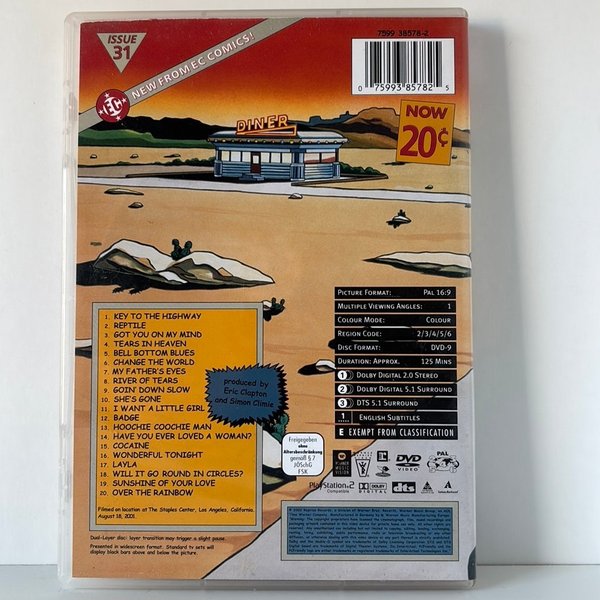 ISSUE
31
NEW FROM EC COMICS!
EC
7599 38578-2
0 75993 85782 5
NOW
20¢
DINER
PICTURE FORMAT: PAL 16:9
MULTIPLE VIEWING ANGLES: 1
COLOUR MODE: COLOUR
REGION CODE: 2/3/4/5/6
DISC FORMAT: DVD-9
DURATION: APPROX. 125 MINS
1 DOLBY DIGITAL 2.0 STEREO
2 DOLBY DIGITAL 5.1 SURROUND
3 DTS 5.1 SURROUND
1 ENGLISH SUBTITLES
E EXEMPT FROM CLASSIFICATION
1. KEY TO THE HIGHWAY
2. REPTILE
3. GOT YOU ON MY MIND
4. TEARS IN HEAVEN
5. BELL BOTTOM BLUES
6. CHANGE THE WORLD
7. MY FATHER'S EYES
8. RIVER OF TEARS
9. GOIN' DOWN SLOW
10. SHE'S GONE
11. I WANT A LITTLE GIRL
12. BADGE
13. HOOCHIE COOCHIE MAN
14. HAVE YOU EVER LOVED A WOMAN?
15. COCAINE
16. WONDERFUL TONIGHT
17. LAYLA
18. WILL IT GO ROUND IN CIRCLES?
19. SUNSHINE OF YOUR LOVE
20. OVER THE RAINBOW
produced by
Eric Clapton
and Simon Climie
Filmed on location at The Staples Center, Los Angeles, California.
August 18, 2001.
Dual-Layer disc: layer transition may trigger a slight pause.
Presented in widescreen format. Standard tv sets will
display black bars above and below the picture.
Freigegeben
ohne
Altersbeschränkung
gemäß § 7
JÖSchG
FSK
WARNER
MUSIC
VISION
DVD
VIDEO
PAL
PlayStation 2
Compatible
DOLBY
DIGITAL
dts